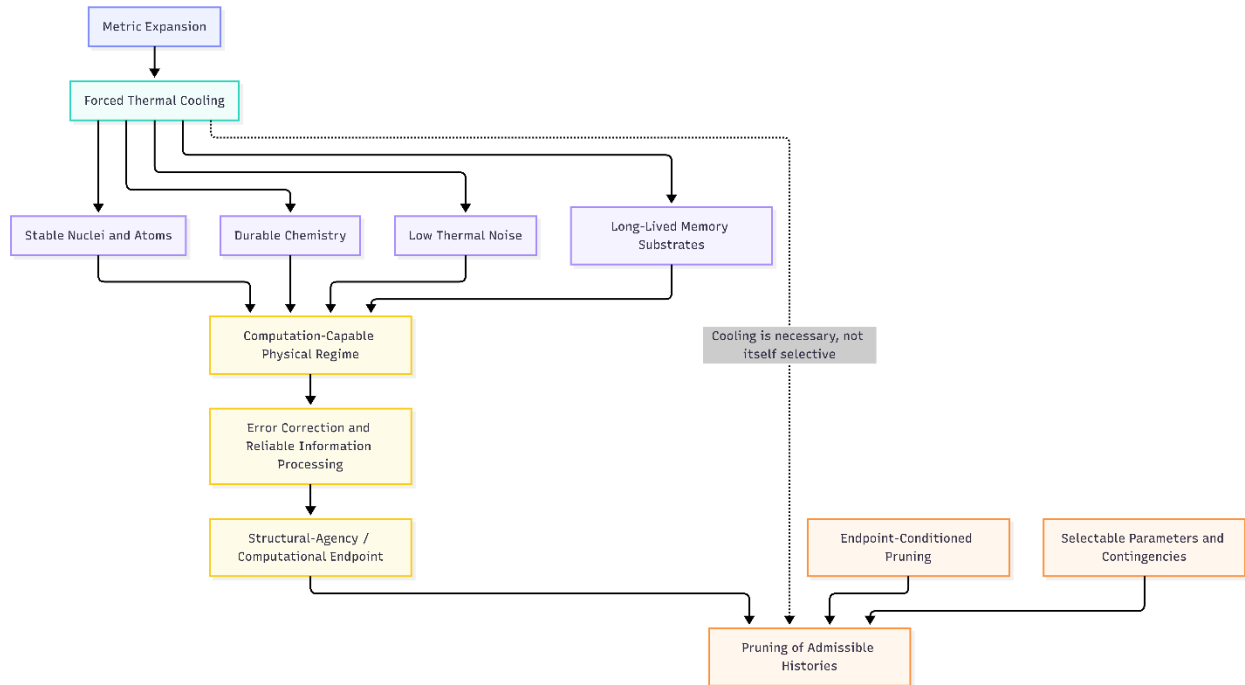 Metric Expansion
Forced Thermal Cooling
Stable Nuclei and Atoms
Durable Chemistry
Low Thermal Noise
Long-Lived Memory
Substrates
Computation-Capable
Physical Regime
Cooling is necessary, not
itself selective
Error Correction and
Reliable Information
Processing
Structural-Agency /
Computational Endpoint
Endpoint-Conditioned
Pruning
Selectable Parameters and
Contingencies
Pruning of Admissible
Histories